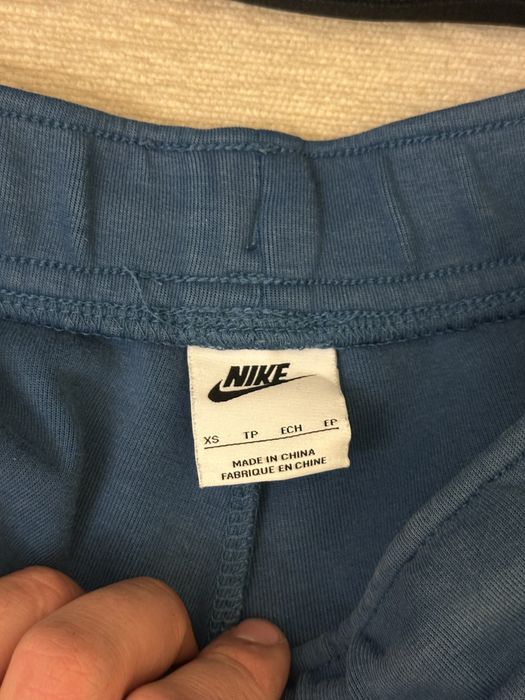 NIKE
XS TP ECH EP
MADE IN CHINA
FABRIQUE EN CHINE